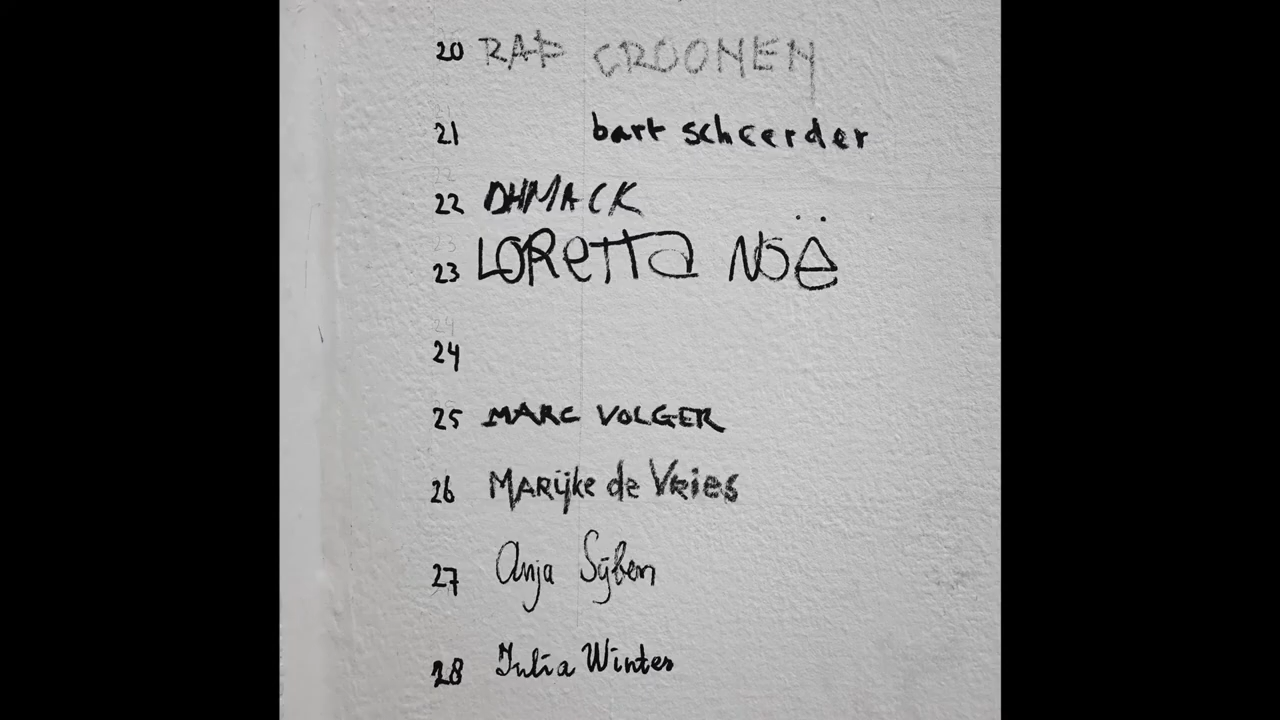 20 RAF CROONEN
21 bart scheerder
22 DHMACK
23 LORETTa NOë
24
25 MARC VOLGER
26 MARijke de VRies
27 Anja Sijben
28 Julia Winter